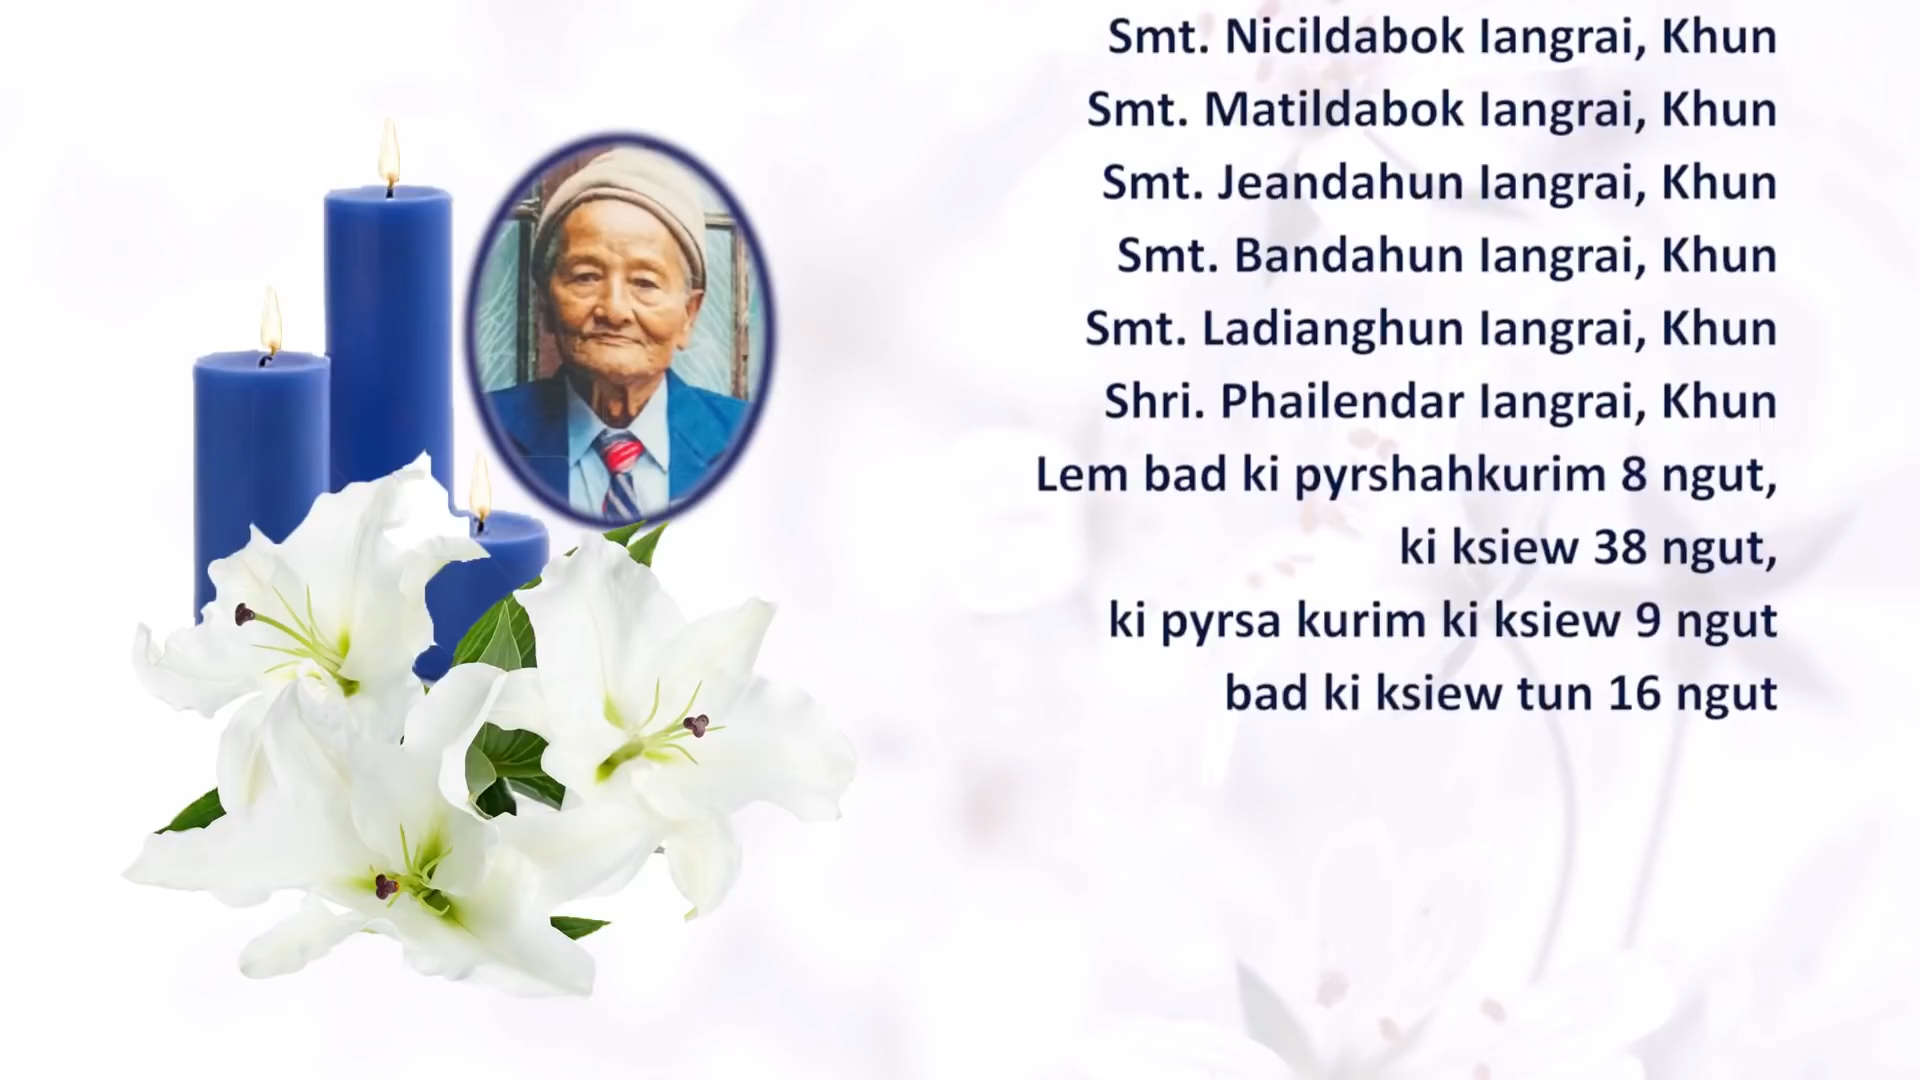 Smt. Nicildabok Iangrai, Khun
Smt. Matildabok Iangrai, Khun
Smt. Jeandahun Iangrai, Khun
Smt. Bandahun Iangrai, Khun
Smt. Ladianghun Iangrai, Khun
Shri. Phailendar Iangrai, Khun
Lem bad ki pyrshahkurim 8 ngut,
ki ksiew 38 ngut,
ki pyrsa kurim ki ksiew 9 ngut
bad ki ksiew tun 16 ngut